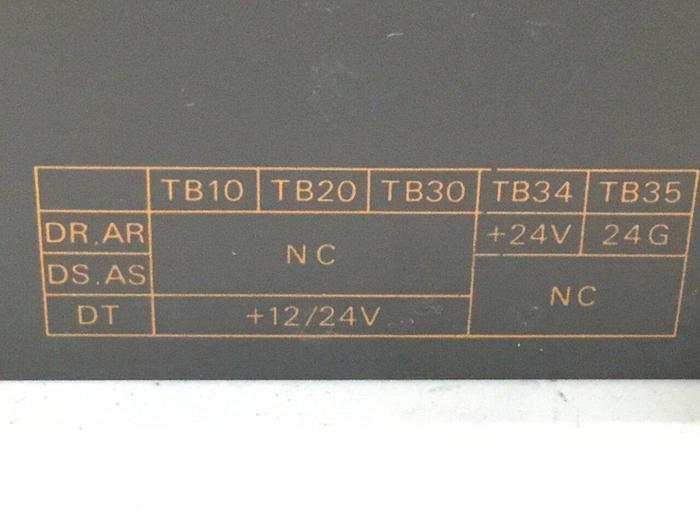 TB10 TB20 TB30 TB34 TB35
DR.AR +24V 24G
NC
DS.AS
NC
DT +12/24V